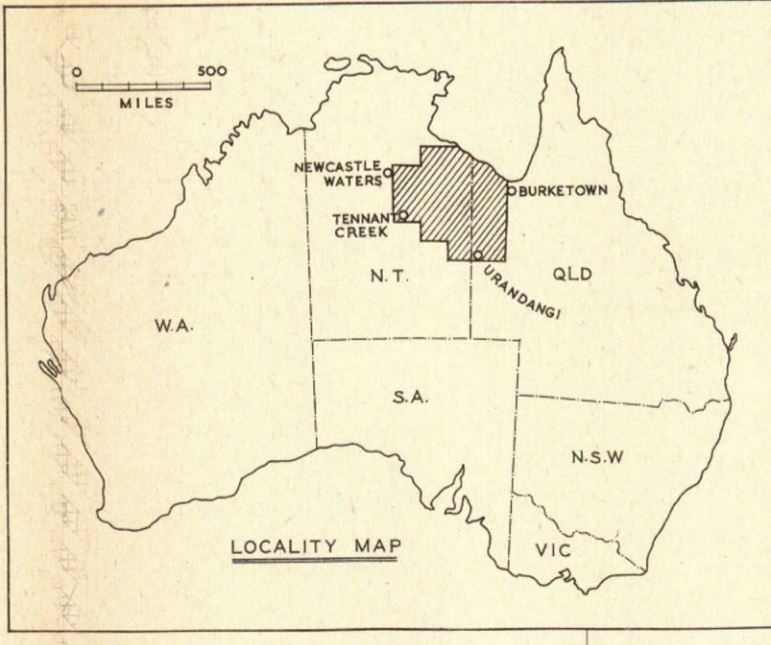 0 500
MILES
NEWCASTLE
WATERS
BURKETOWN
TENNANT
CREEK
URANDANGI
N.T.
QLD
W.A.
S.A.
N.S.W
VIC
LOCALITY MAP